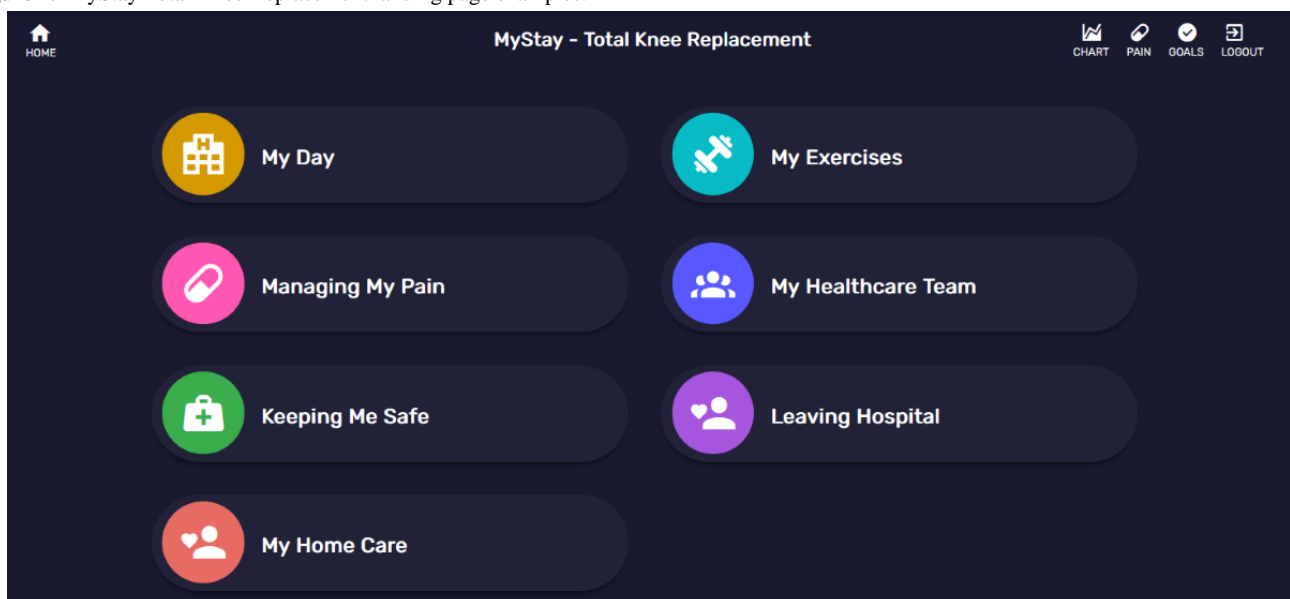 MyStay - Total Knee Replacement
HOME
CHART PAIN GOALS LOGOUT
H
My Day
My Exercises
Managing My Pain
My Healthcare Team
Keeping Me Safe
Leaving Hospital
My Home Care